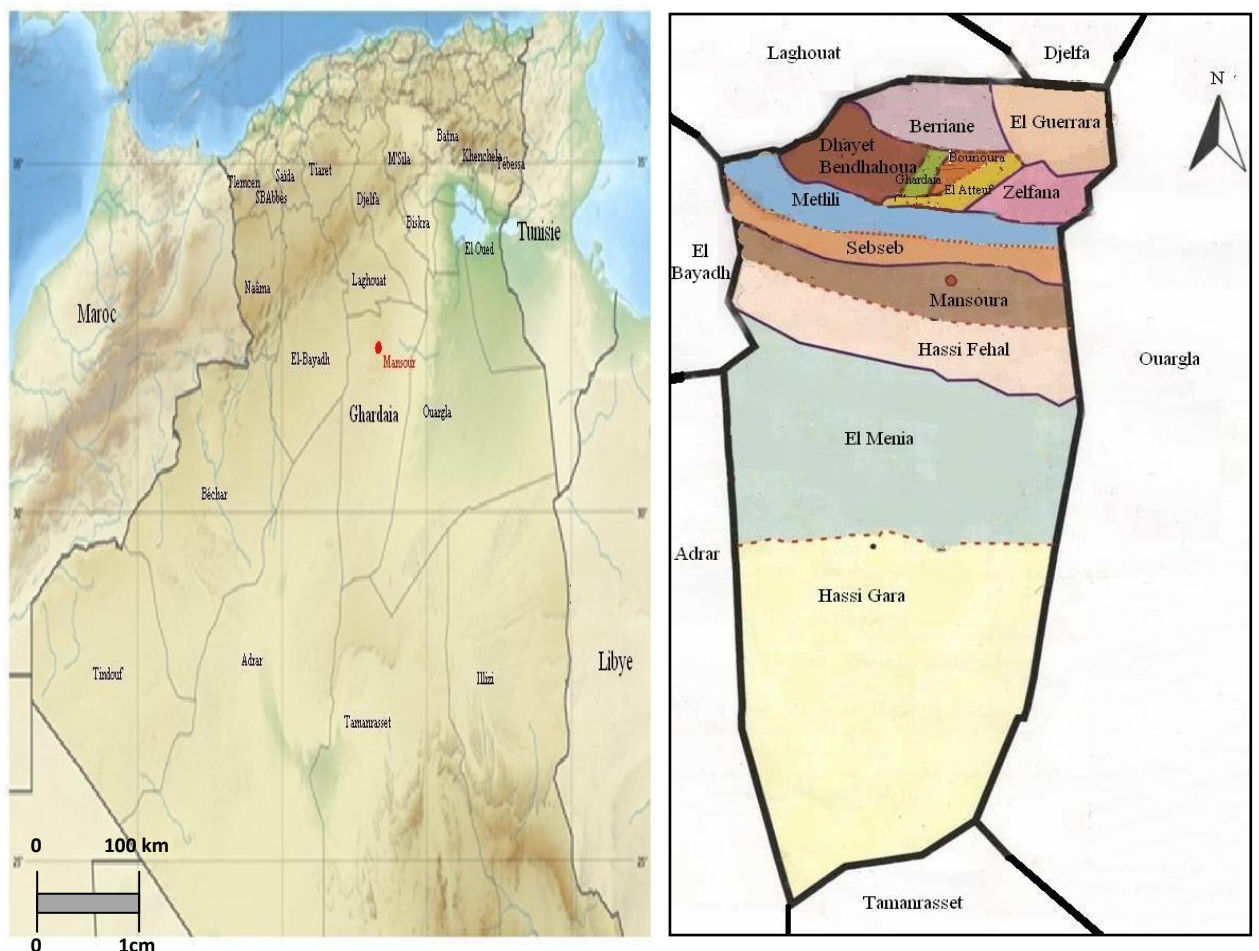 Batna
M'Sila
Khenchela
Tébessa
Tiaret
Saida
Tlemcen
SBAbbès
Djelfa
Biskra
Tunisie
El Oued
Laghouat
Naâma
Maroc
El-Bayadh
Mansour
Ghardaia
Ouargla
Béchar
30°
Adrar
Tindouf
Illizi
Libye
Tamanrasset
0
100 km
25°
0
1cm
Laghouat
Djelfa
N
Berriane
El Guerrara
Dhayet
Bendhahoua
Bounoura
Ghardaia
El Atteuf
Zelfana
Metlili
Sebseb
El
Bayadh
Mansoura
Hassi Fehal
Ouargla
El Menia
Adrar
Hassi Gara
Tamanrasset